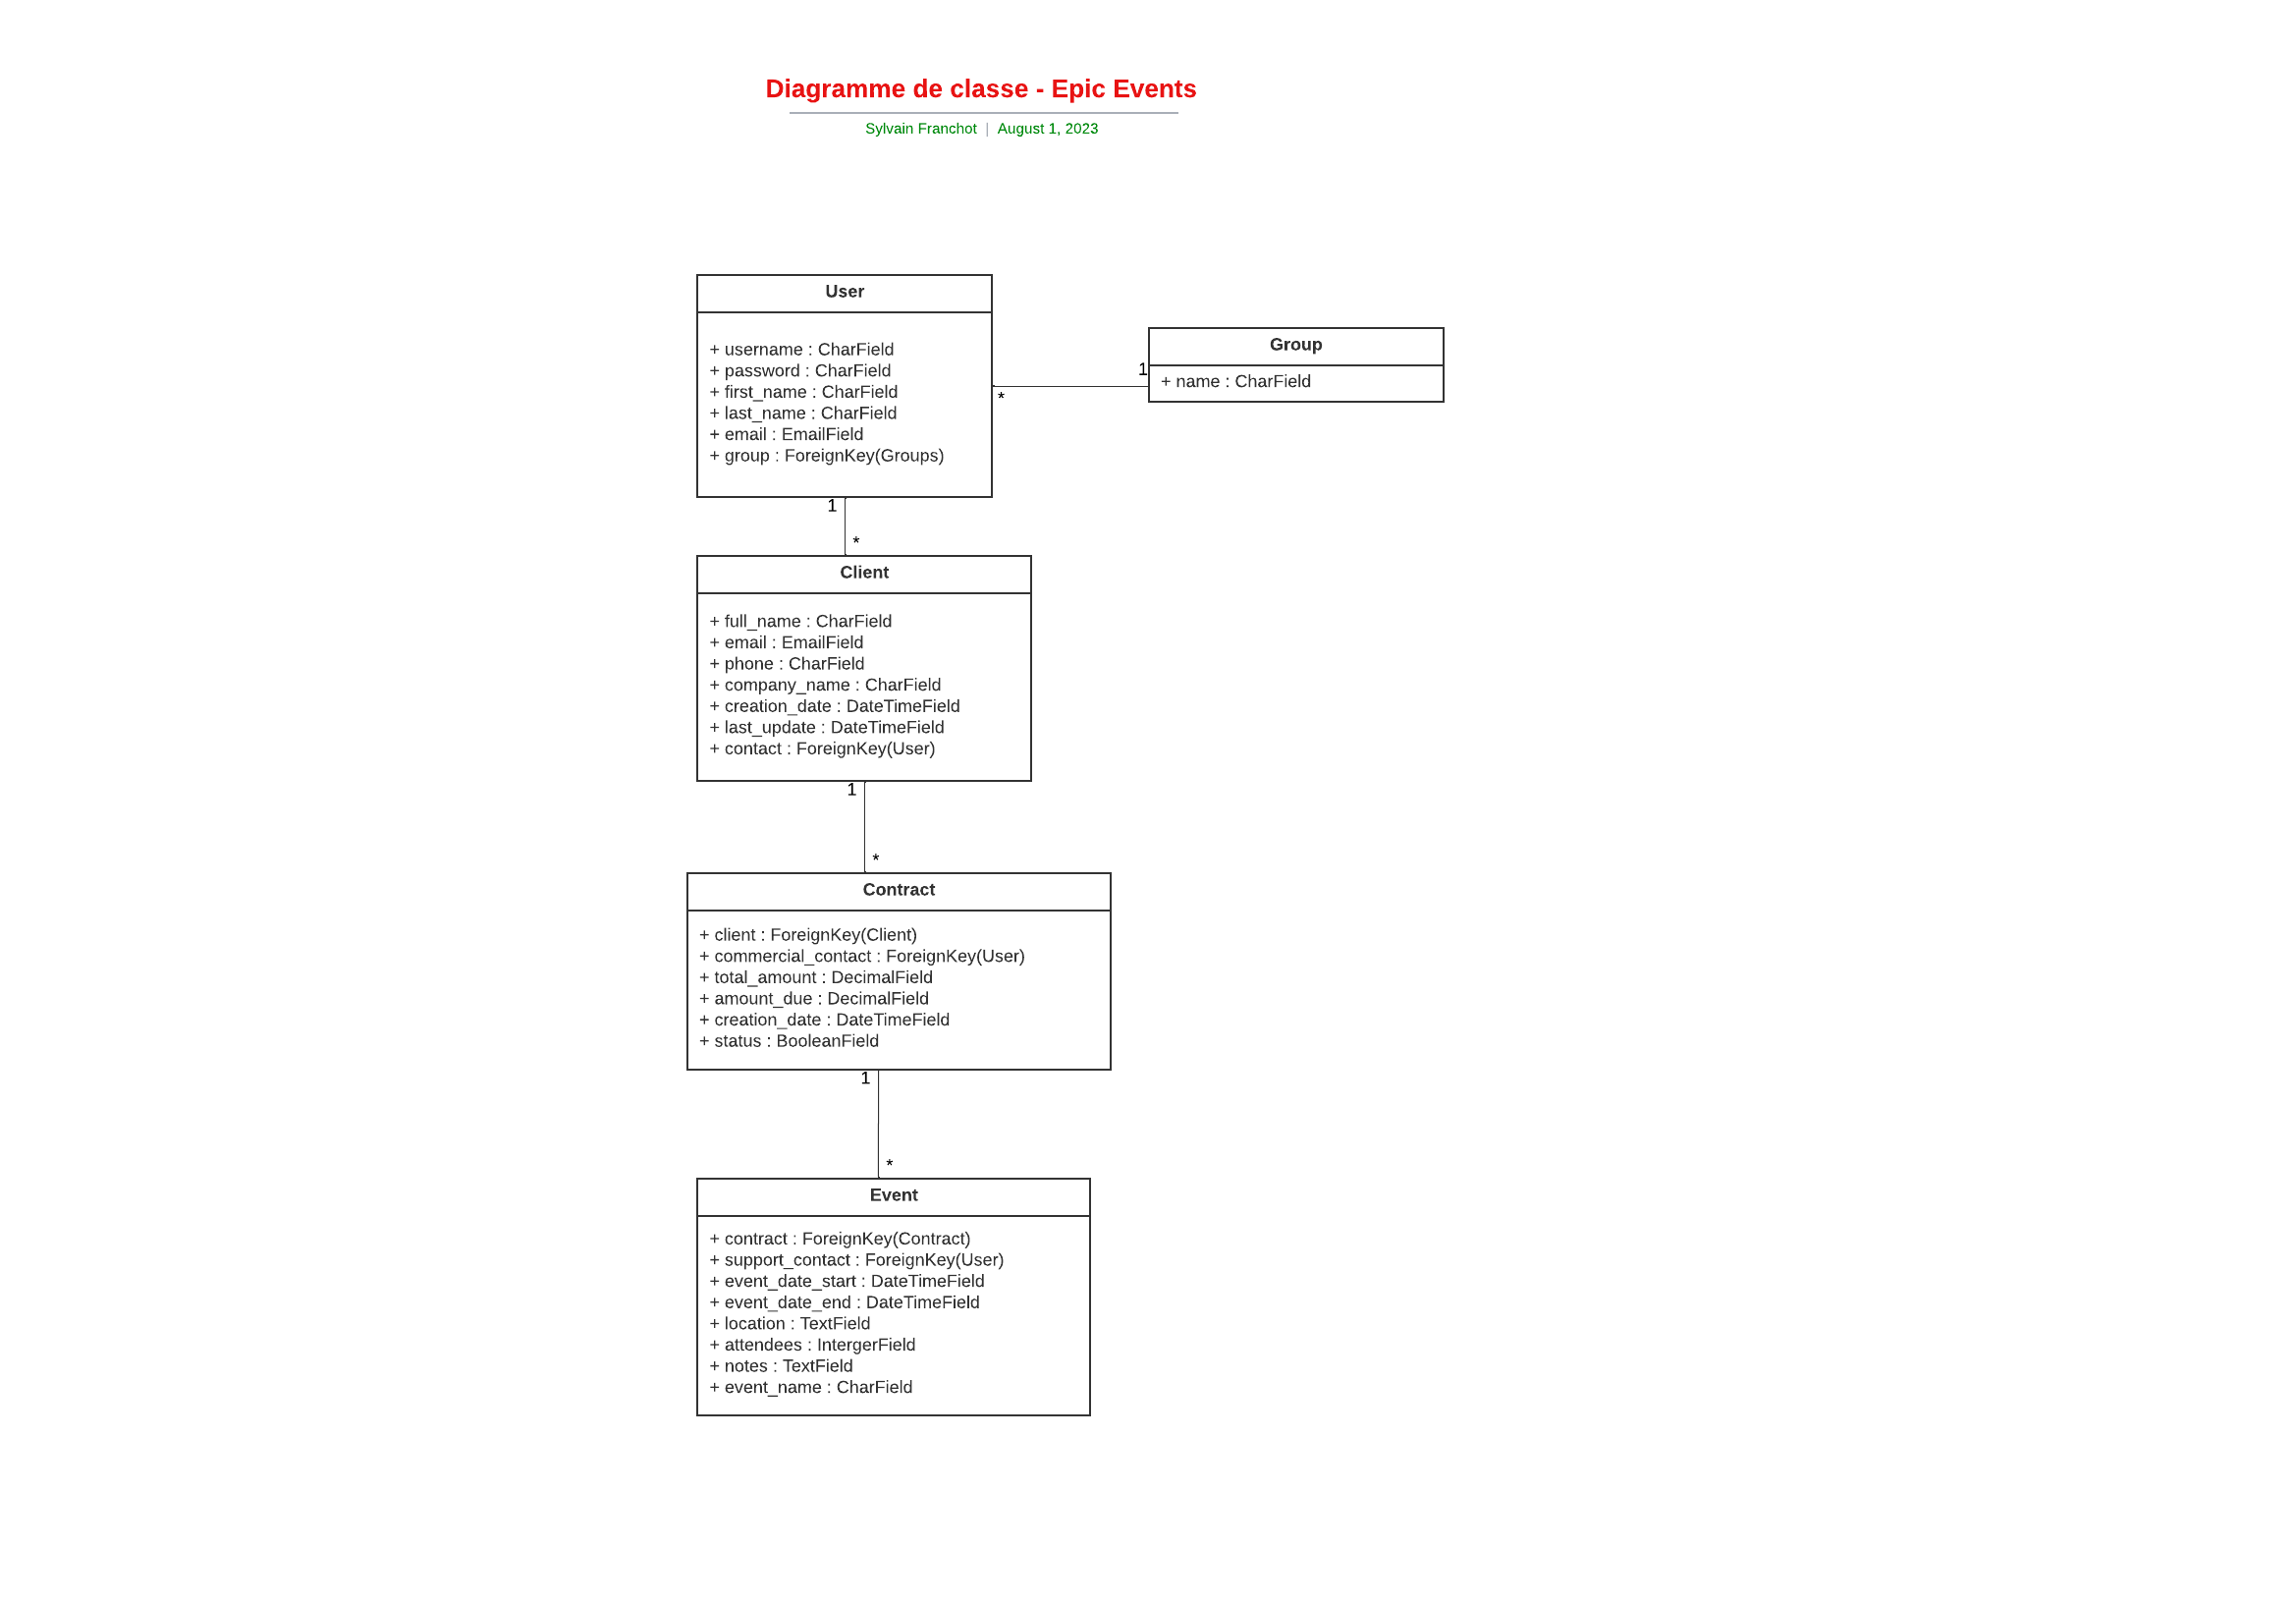 Diagramme de classe - Epic Events
Sylvain Franchot | August 1, 2023
User
+ username : CharField
+ password : CharField
+ first_name : CharField
+ last_name : CharField
+ email : EmailField
+ group : ForeignKey(Groups)
Group
+ name : CharField
1
*
1
*
Client
+ full_name : CharField
+ email : EmailField
+ phone : CharField
+ company_name : CharField
+ creation_date : DateTimeField
+ last_update : DateTimeField
+ contact : ForeignKey(User)
1
*
Contract
+ client : ForeignKey(Client)
+ commercial_contact : ForeignKey(User)
+ total_amount : DecimalField
+ amount_due : DecimalField
+ creation_date : DateTimeField
+ status : BooleanField
1
*
Event
+ contract : ForeignKey(Contract)
+ support_contact : ForeignKey(User)
+ event_date_start : DateTimeField
+ event_date_end : DateTimeField
+ location : TextField
+ attendees : IntergerField
+ notes : TextField
+ event_name : CharField